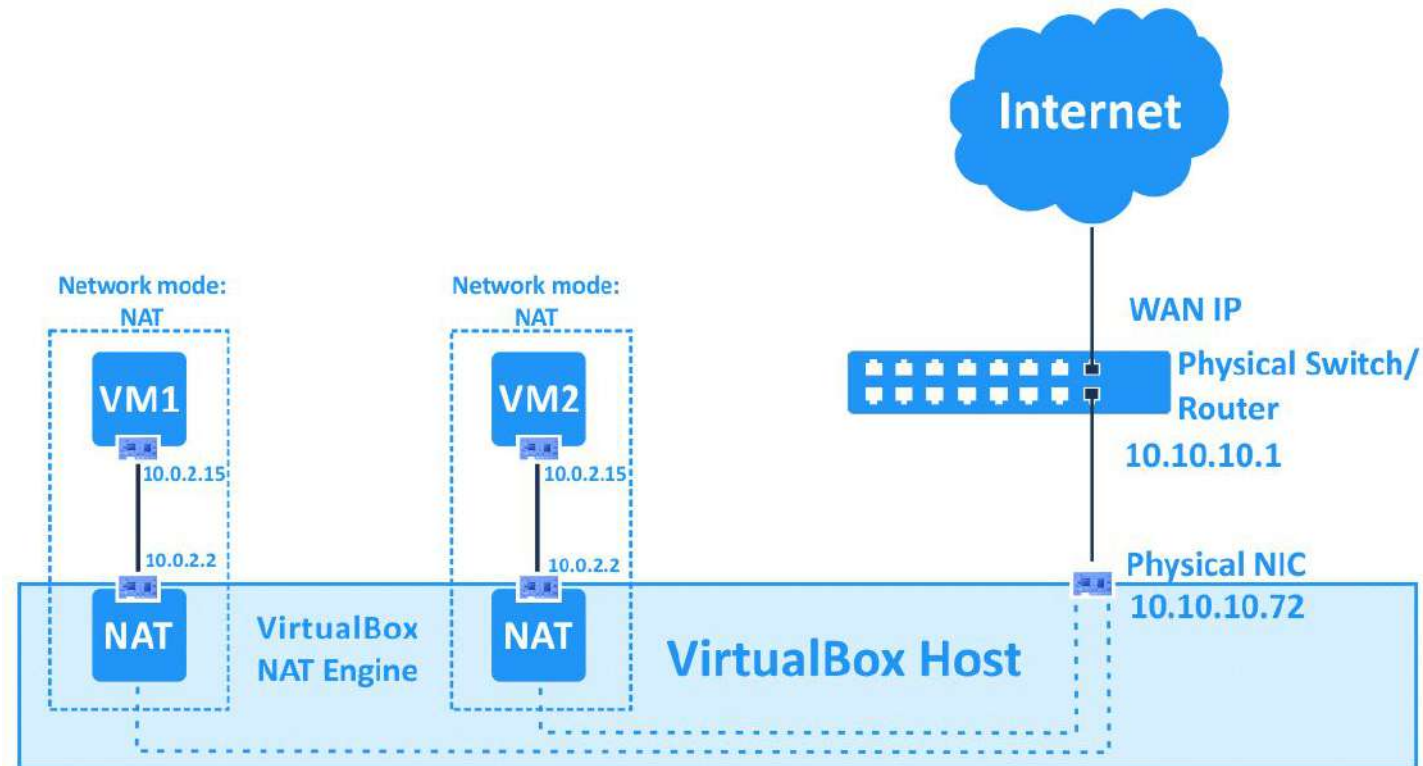 Internet
WAN IP
Physical Switch/
Router
10.10.10.1
Network mode:
NAT
VM1
10.0.2.15
10.0.2.2
NAT
Network mode:
NAT
VM2
10.0.2.15
10.0.2.2
NAT
VirtualBox
NAT Engine
VirtualBox Host
Physical NIC
10.10.10.72